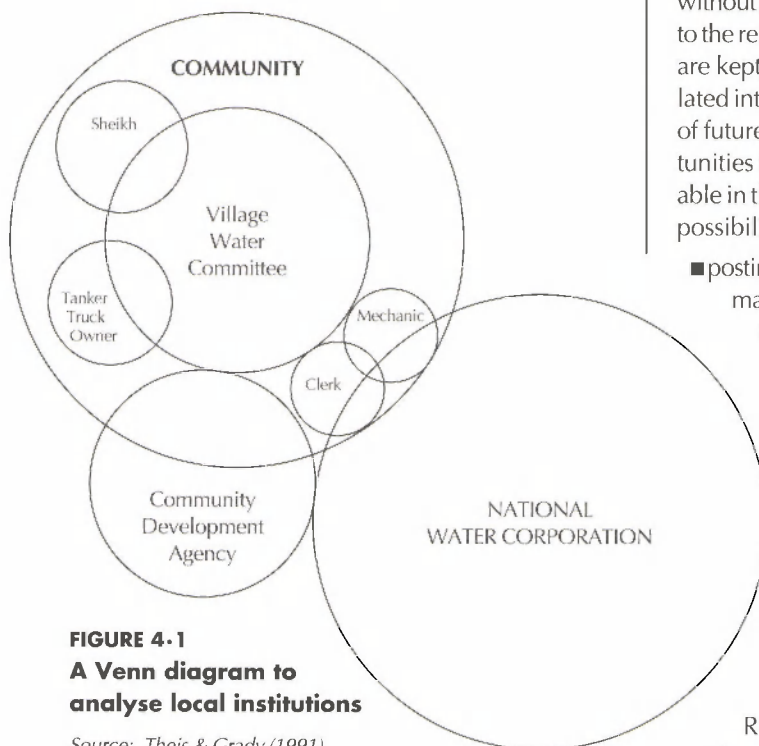 COMMUNITY
Sheikh
Village
Water
Committee
Tanker
Truck
Owner
Mechanic
Clerk
Community
Development
Agency
NATIONAL
WATER CORPORATION
FIGURE 4·1
A Venn diagram to
analyse local institutions
Source: Theis & Grady (1991)
without
to the re
are kept
lated int
of future
tunities
able in t
possibil
■postin
ma
R